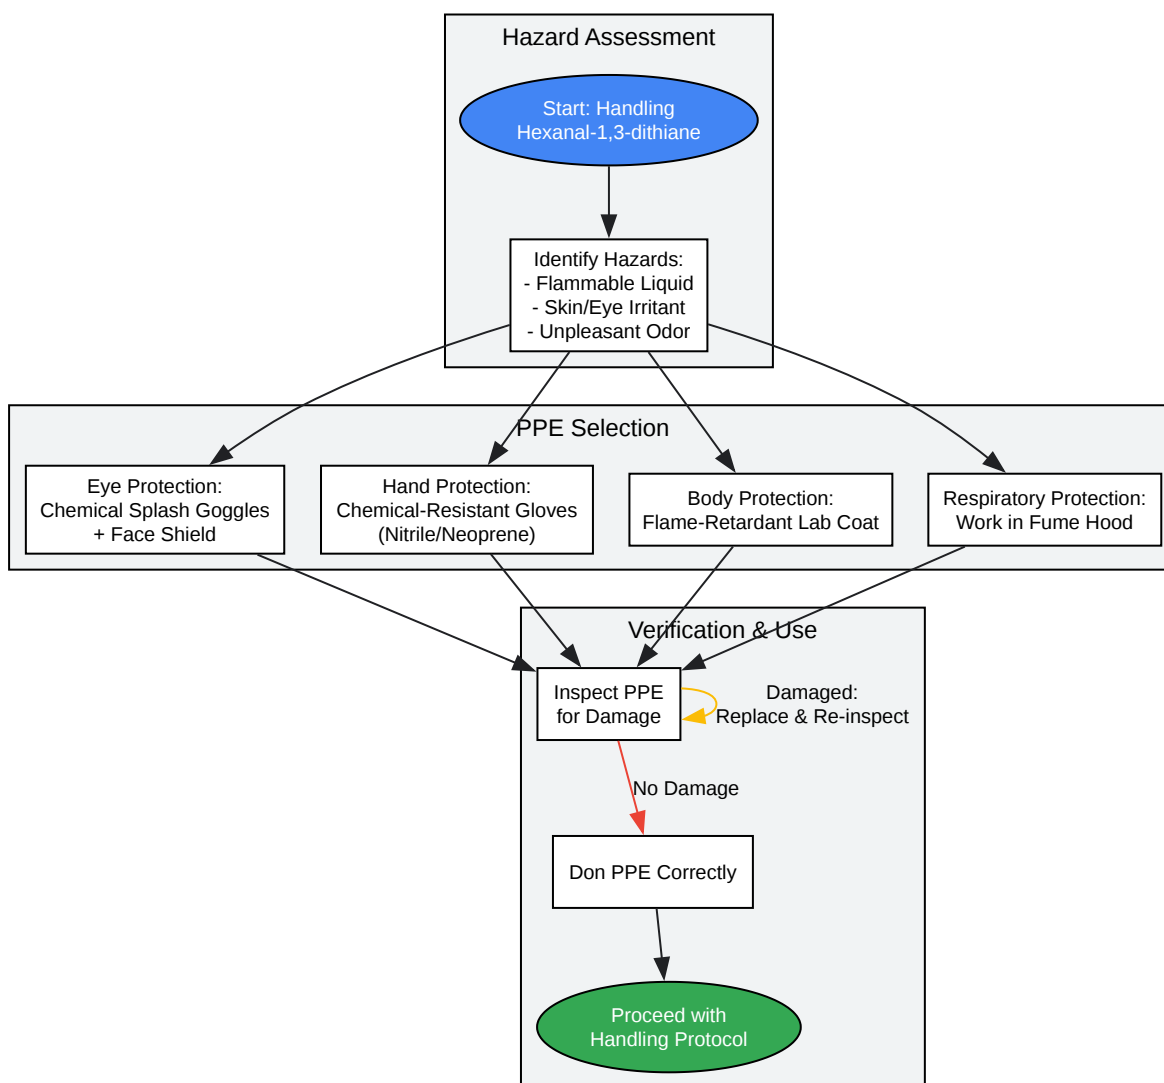 Hazard Assessment
Start: Handling
Hexanal-1,3-dithiane
Identify Hazards:
- Flammable Liquid
- Skin/Eye Irritant
- Unpleasant Odor
PPE Selection
Eye Protection:
Chemical Splash Goggles
+ Face Shield
Hand Protection:
Chemical-Resistant Gloves
(Nitrile/Neoprene)
Body Protection:
Flame-Retardant Lab Coat
Respiratory Protection:
Work in Fume Hood
Verification & Use
Inspect PPE
for Damage
Damaged:
Replace & Re-inspect
No Damage
Don PPE Correctly
Proceed with
Handling Protocol